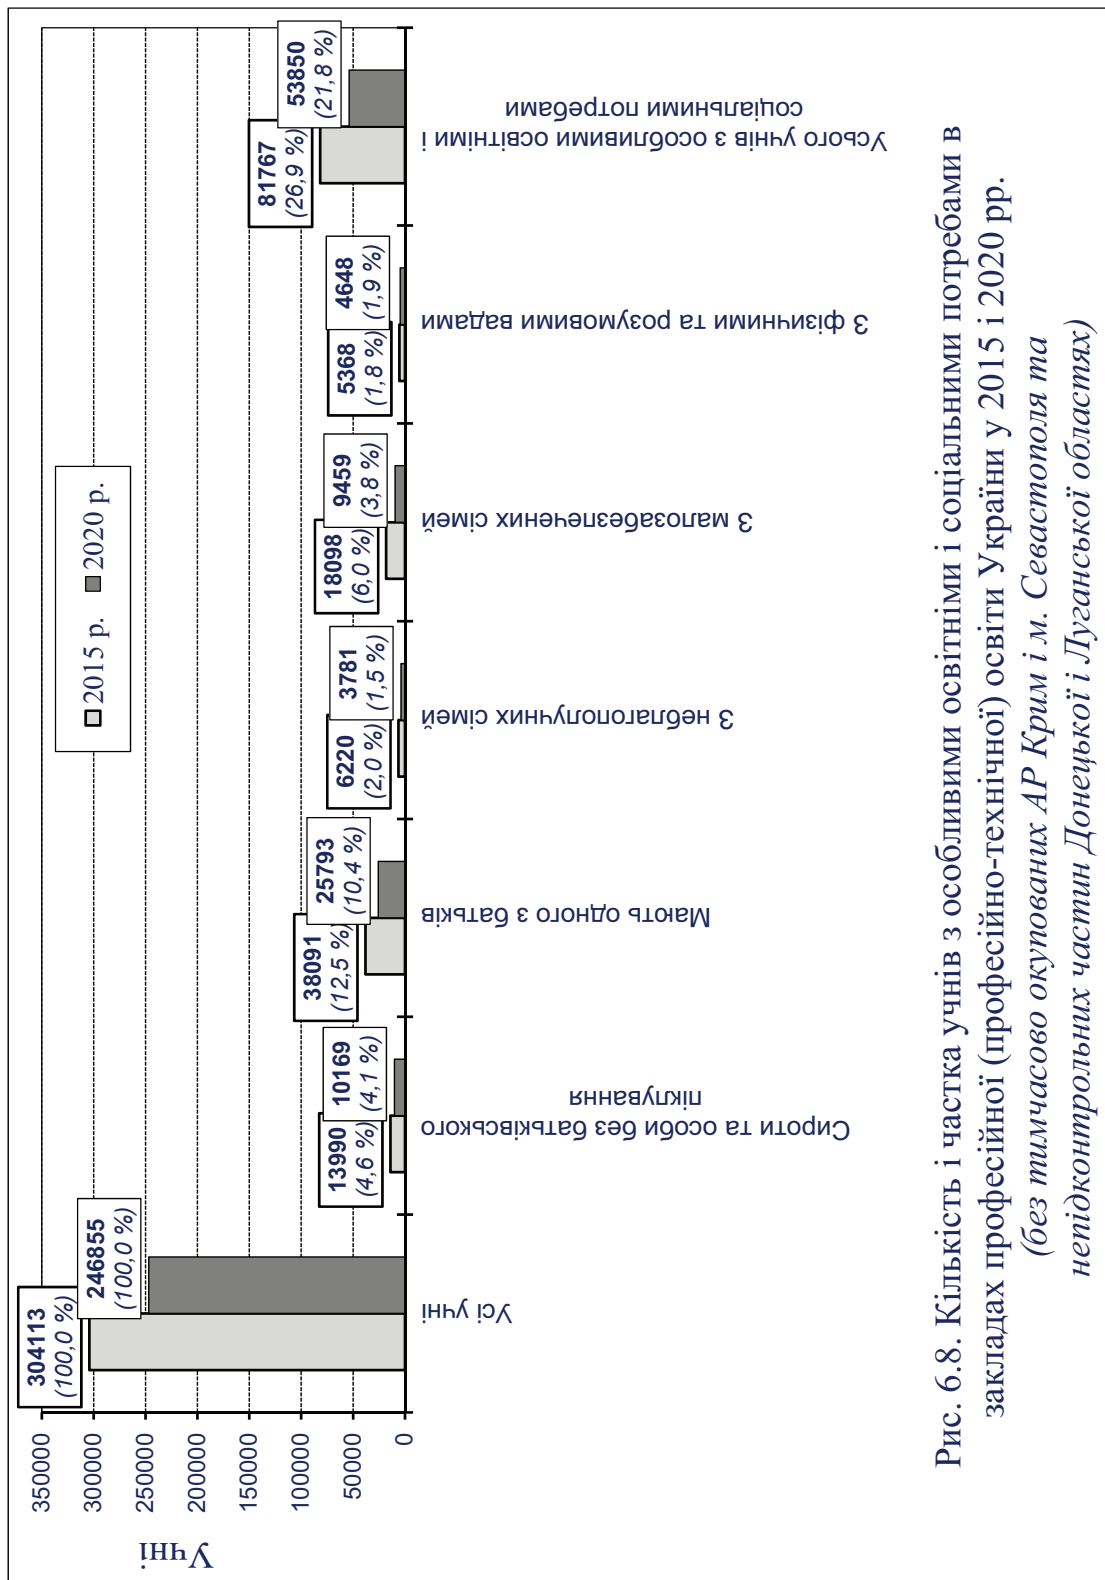 2015 р.
2020 р.
Учні
350000
300000
250000
200000
150000
100000
50000
0
304113
(100,0 %)
246855
(100,0 %)
13990
(4,6 %)
10169
(4,1 %)
38091
(12,5 %)
25793
(10,4 %)
6220
(2,0 %)
3781
(1,5 %)
18098
(6,0 %)
9459
(3,8 %)
5368
(1,8 %)
4648
(1,9 %)
81767
(26,9 %)
53850
(21,8 %)
Усі учні
Сироти та особи без батьківського
піклування
Мають одного з батьків
З неблагополучних сімей
З малозабезпечених сімей
З фізичними та розумовими вадами
Усього учнів з особливими освітніми і
соціальними потребами
Рис. 6.8. Кількість і частка учнів з особливими освітніми і соціальними потребами в
закладах професійної (професійно-технічної) освіти України у 2015 і 2020 рр.
(без тимчасово окупованих АР Крим і м. Севастополя та
непідконтрольних частин Донецької і Луганської областях)